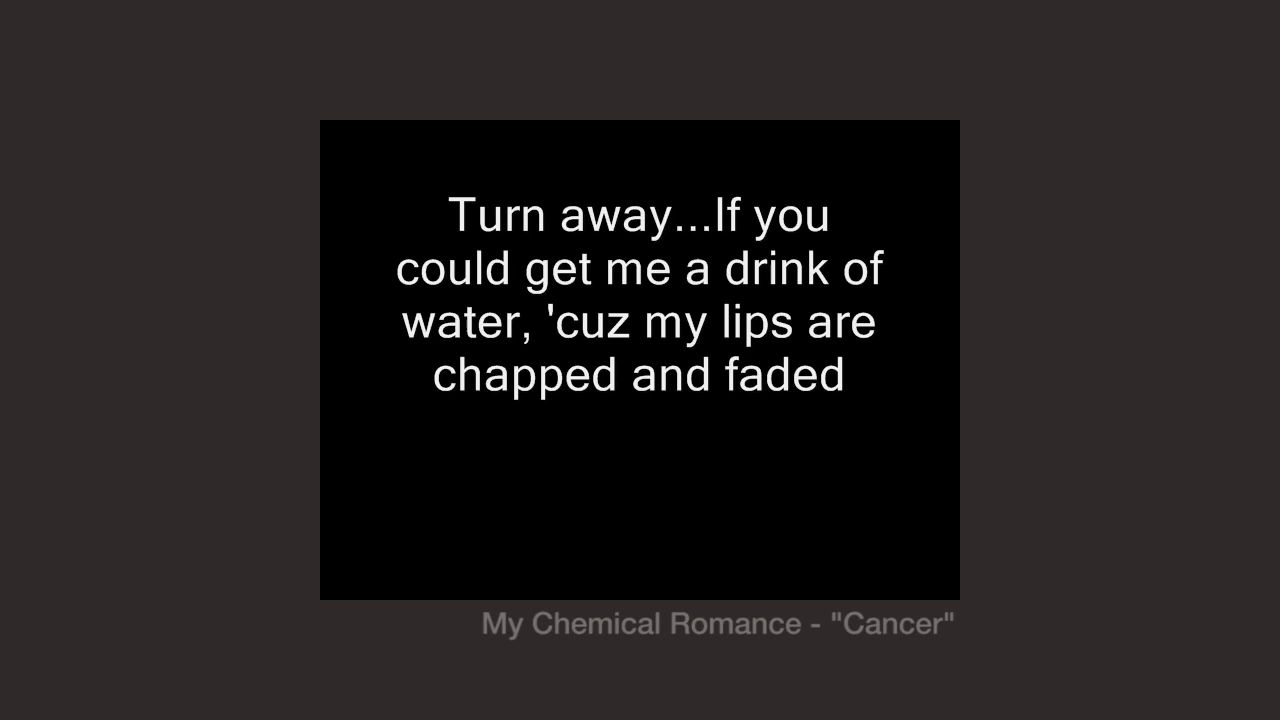 Turn away...If you
could get me a drink of
water, 'cuz my lips are
chapped and faded
My Chemical Romance - "Cancer"